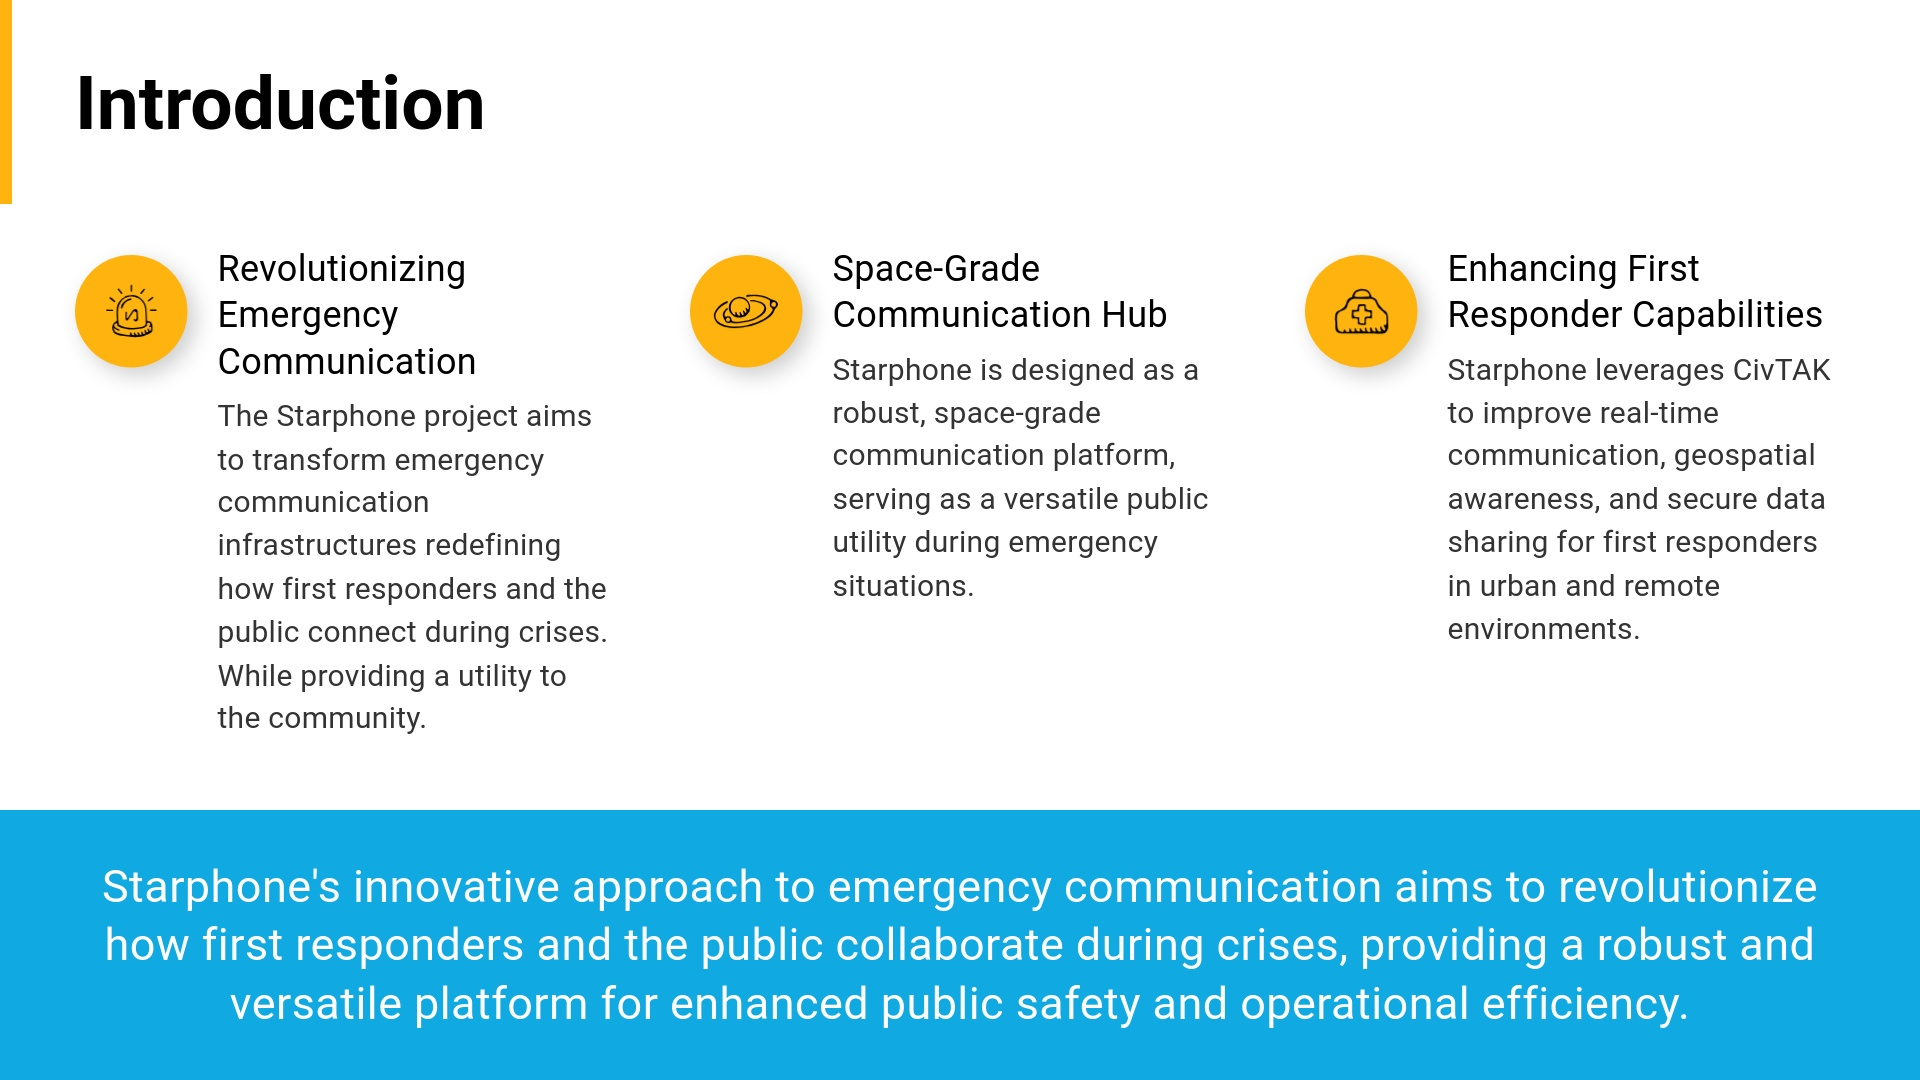 Introduction
Revolutionizing
Emergency
Communication
The Starphone project aims
to transform emergency
communication
infrastructures redefining
how first responders and the
public connect during crises.
While providing a utility to
the community.
Space-Grade
Communication Hub
Starphone is designed as a
robust, space-grade
communication platform,
serving as a versatile public
utility during emergency
situations.
Enhancing First
Responder Capabilities
Starphone leverages CivTAK
to improve real-time
communication, geospatial
awareness, and secure data
sharing for first responders
in urban and remote
environments.
Starphone's innovative approach to emergency communication aims to revolutionize
how first responders and the public collaborate during crises, providing a robust and
versatile platform for enhanced public safety and operational efficiency.